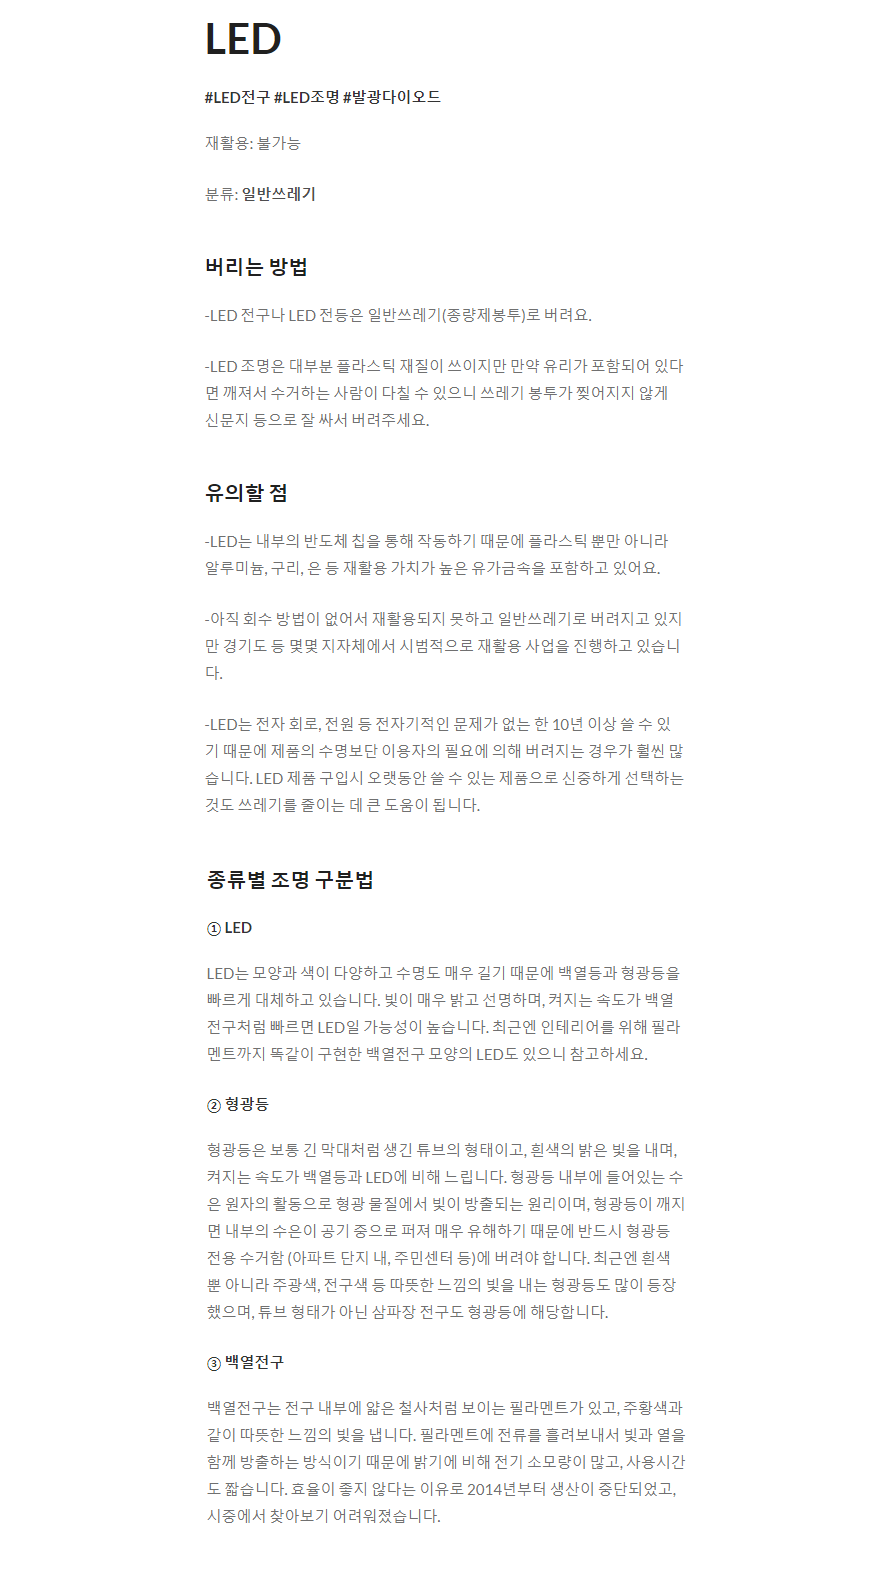 LED
#LED전구 #LED조명 #발광다이오드
재활용: 불가능
분류: 일반쓰레기
버리는 방법
-LED 전구나 LED 전등은 일반쓰레기(종량제봉투)로 버려요.
-LED 조명은 대부분 플라스틱 재질이 쓰이지만 만약 유리가 포함되어 있다
면 깨져서 수거하는 사람이 다칠 수 있으니 쓰레기 봉투가 찢어지지 않게
신문지 등으로 잘 싸서 버려주세요.
유의할 점
-LED는 내부의 반도체 칩을 통해 작동하기 때문에 플라스틱 뿐만 아니라
알루미늄, 구리, 은 등 재활용 가치가 높은 유가금속을 포함하고 있어요.
-아직 회수 방법이 없어서 재활용되지 못하고 일반쓰레기로 버려지고 있지
만 경기도 등 몇몇 지자체에서 시범적으로 재활용 사업을 진행하고 있습니
다.
-LED는 전자 회로, 전원 등 전자기적인 문제가 없는 한 10년 이상 쓸 수 있
기 때문에 제품의 수명보단 이용자의 필요에 의해 버려지는 경우가 훨씬 많
습니다. LED 제품 구입시 오랫동안 쓸 수 있는 제품으로 신중하게 선택하는
것도 쓰레기를 줄이는 데 큰 도움이 됩니다.
종류별 조명 구분법
① LED
LED는 모양과 색이 다양하고 수명도 매우 길기 때문에 백열등과 형광등을
빠르게 대체하고 있습니다. 빛이 매우 밝고 선명하며, 켜지는 속도가 백열
전구처럼 빠르면 LED일 가능성이 높습니다. 최근엔 인테리어를 위해 필라
멘트까지 똑같이 구현한 백열전구 모양의 LED도 있으니 참고하세요.
② 형광등
형광등은 보통 긴 막대처럼 생긴 튜브의 형태이고, 흰색의 밝은 빛을 내며,
켜지는 속도가 백열등과 LED에 비해 느립니다. 형광등 내부에 들어있는 수
은 원자의 활동으로 형광 물질에서 빛이 방출되는 원리이며, 형광등이 깨지
면 내부의 수은이 공기 중으로 퍼져 매우 유해하기 때문에 반드시 형광등
전용 수거함 (아파트 단지 내, 주민센터 등)에 버려야 합니다. 최근엔 흰색
뿐 아니라 주광색, 전구색 등 따뜻한 느낌의 빛을 내는 형광등도 많이 등장
했으며, 튜브 형태가 아닌 삼파장 전구도 형광등에 해당합니다.
③ 백열전구
백열전구는 전구 내부에 얇은 철사처럼 보이는 필라멘트가 있고, 주황색과
같이 따뜻한 느낌의 빛을 냅니다. 필라멘트에 전류를 흘려보내서 빛과 열을
함께 방출하는 방식이기 때문에 밝기에 비해 전기 소모량이 많고, 사용시간
도 짧습니다. 효율이 좋지 않다는 이유로 2014년부터 생산이 중단되었고,
시중에서 찾아보기 어려워졌습니다.